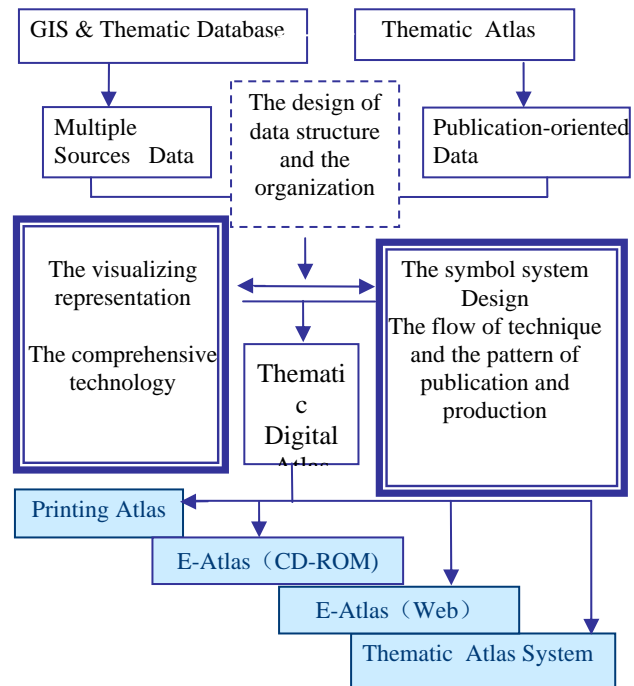 GIS & Thematic Database
Thematic Atlas
The design of
data structure
and the
organization
Multiple
Sources Data
Publication-oriented
Data
The visualizing
representation
The comprehensive
technology
The symbol system
Design
The flow of technique
and the pattern of
publication and
production
Themati
c
Digital
Atlas
Printing Atlas
E-Atlas（CD-ROM)
E-Atlas（Web）
Thematic Atlas System